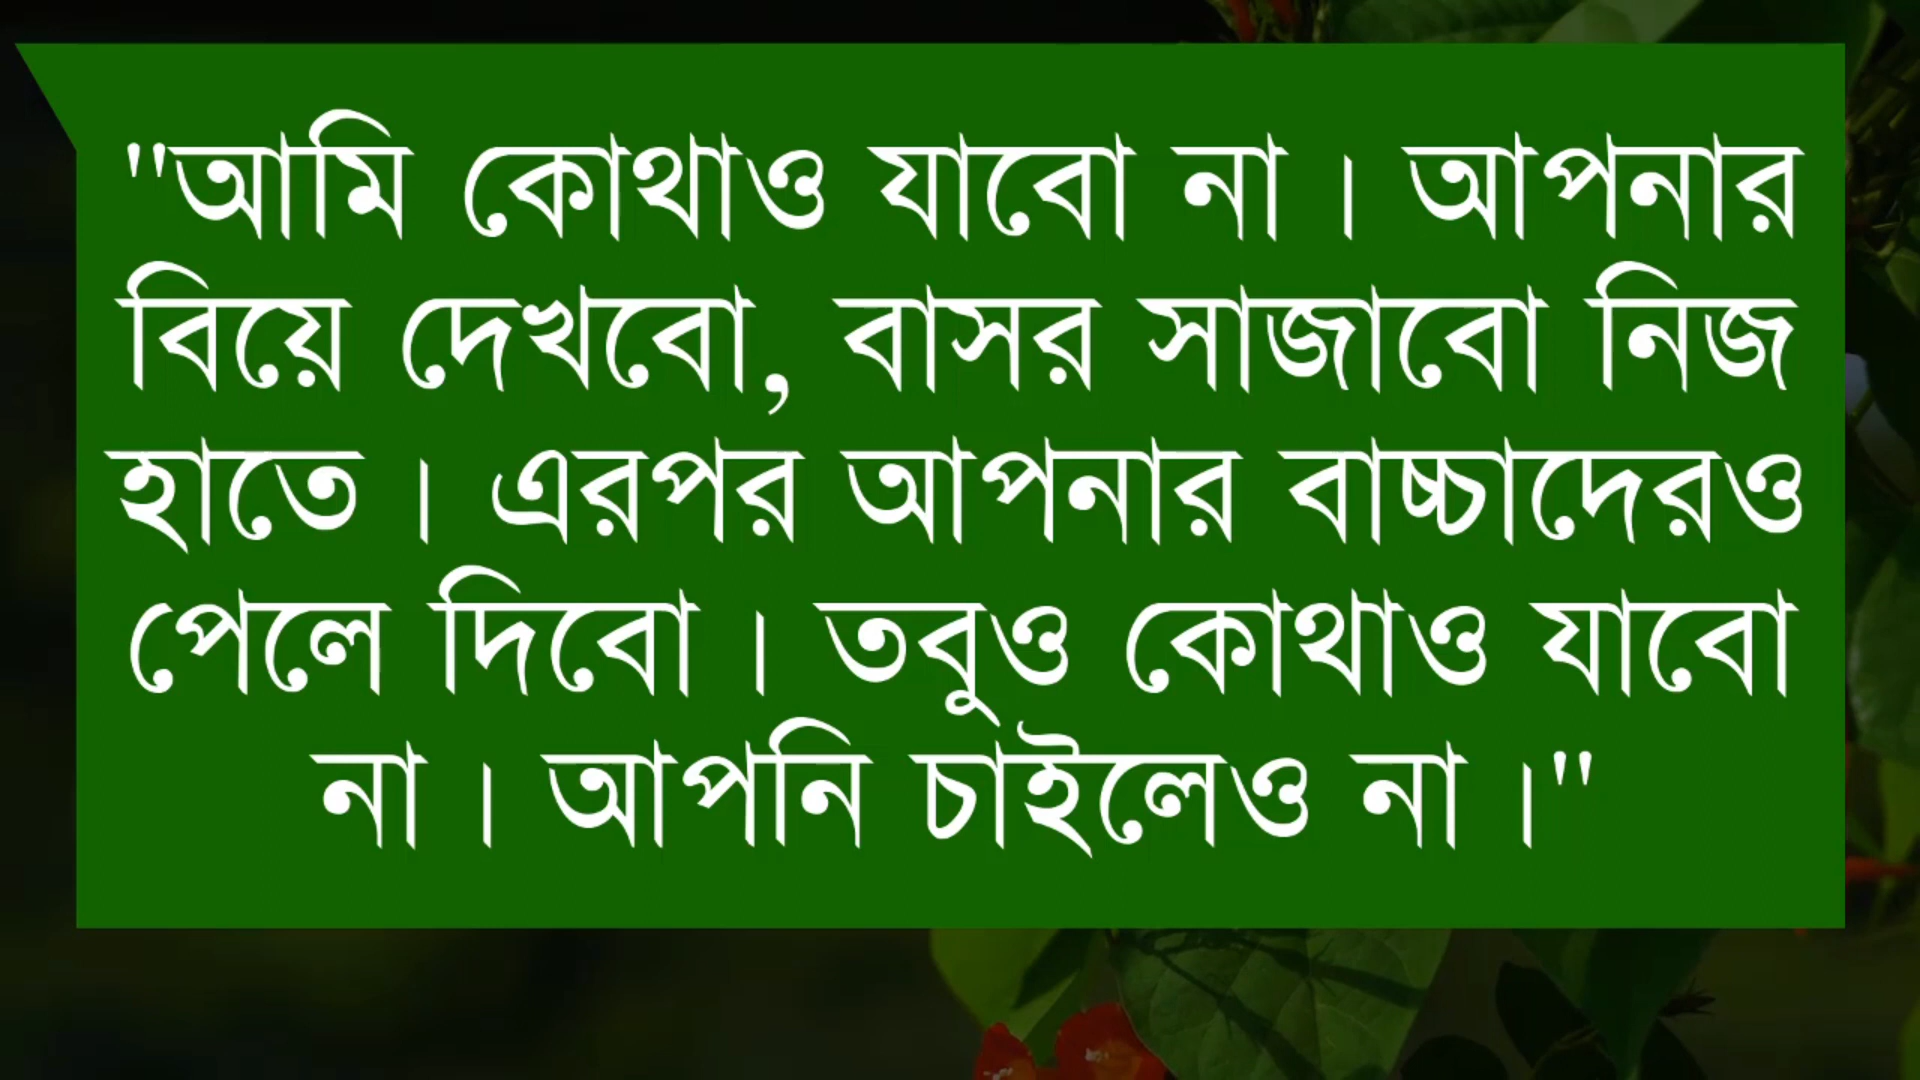 "আমি কোথাও যাবো না। আপনার
বিয়ে দেখবো, বাসর সাজাবো নিজ
হাতে। এরপর আপনার বাচ্চাদেরও
পেলে দিবো। তবুও কোথাও যাবো
না। আপনি চাইলেও না।"